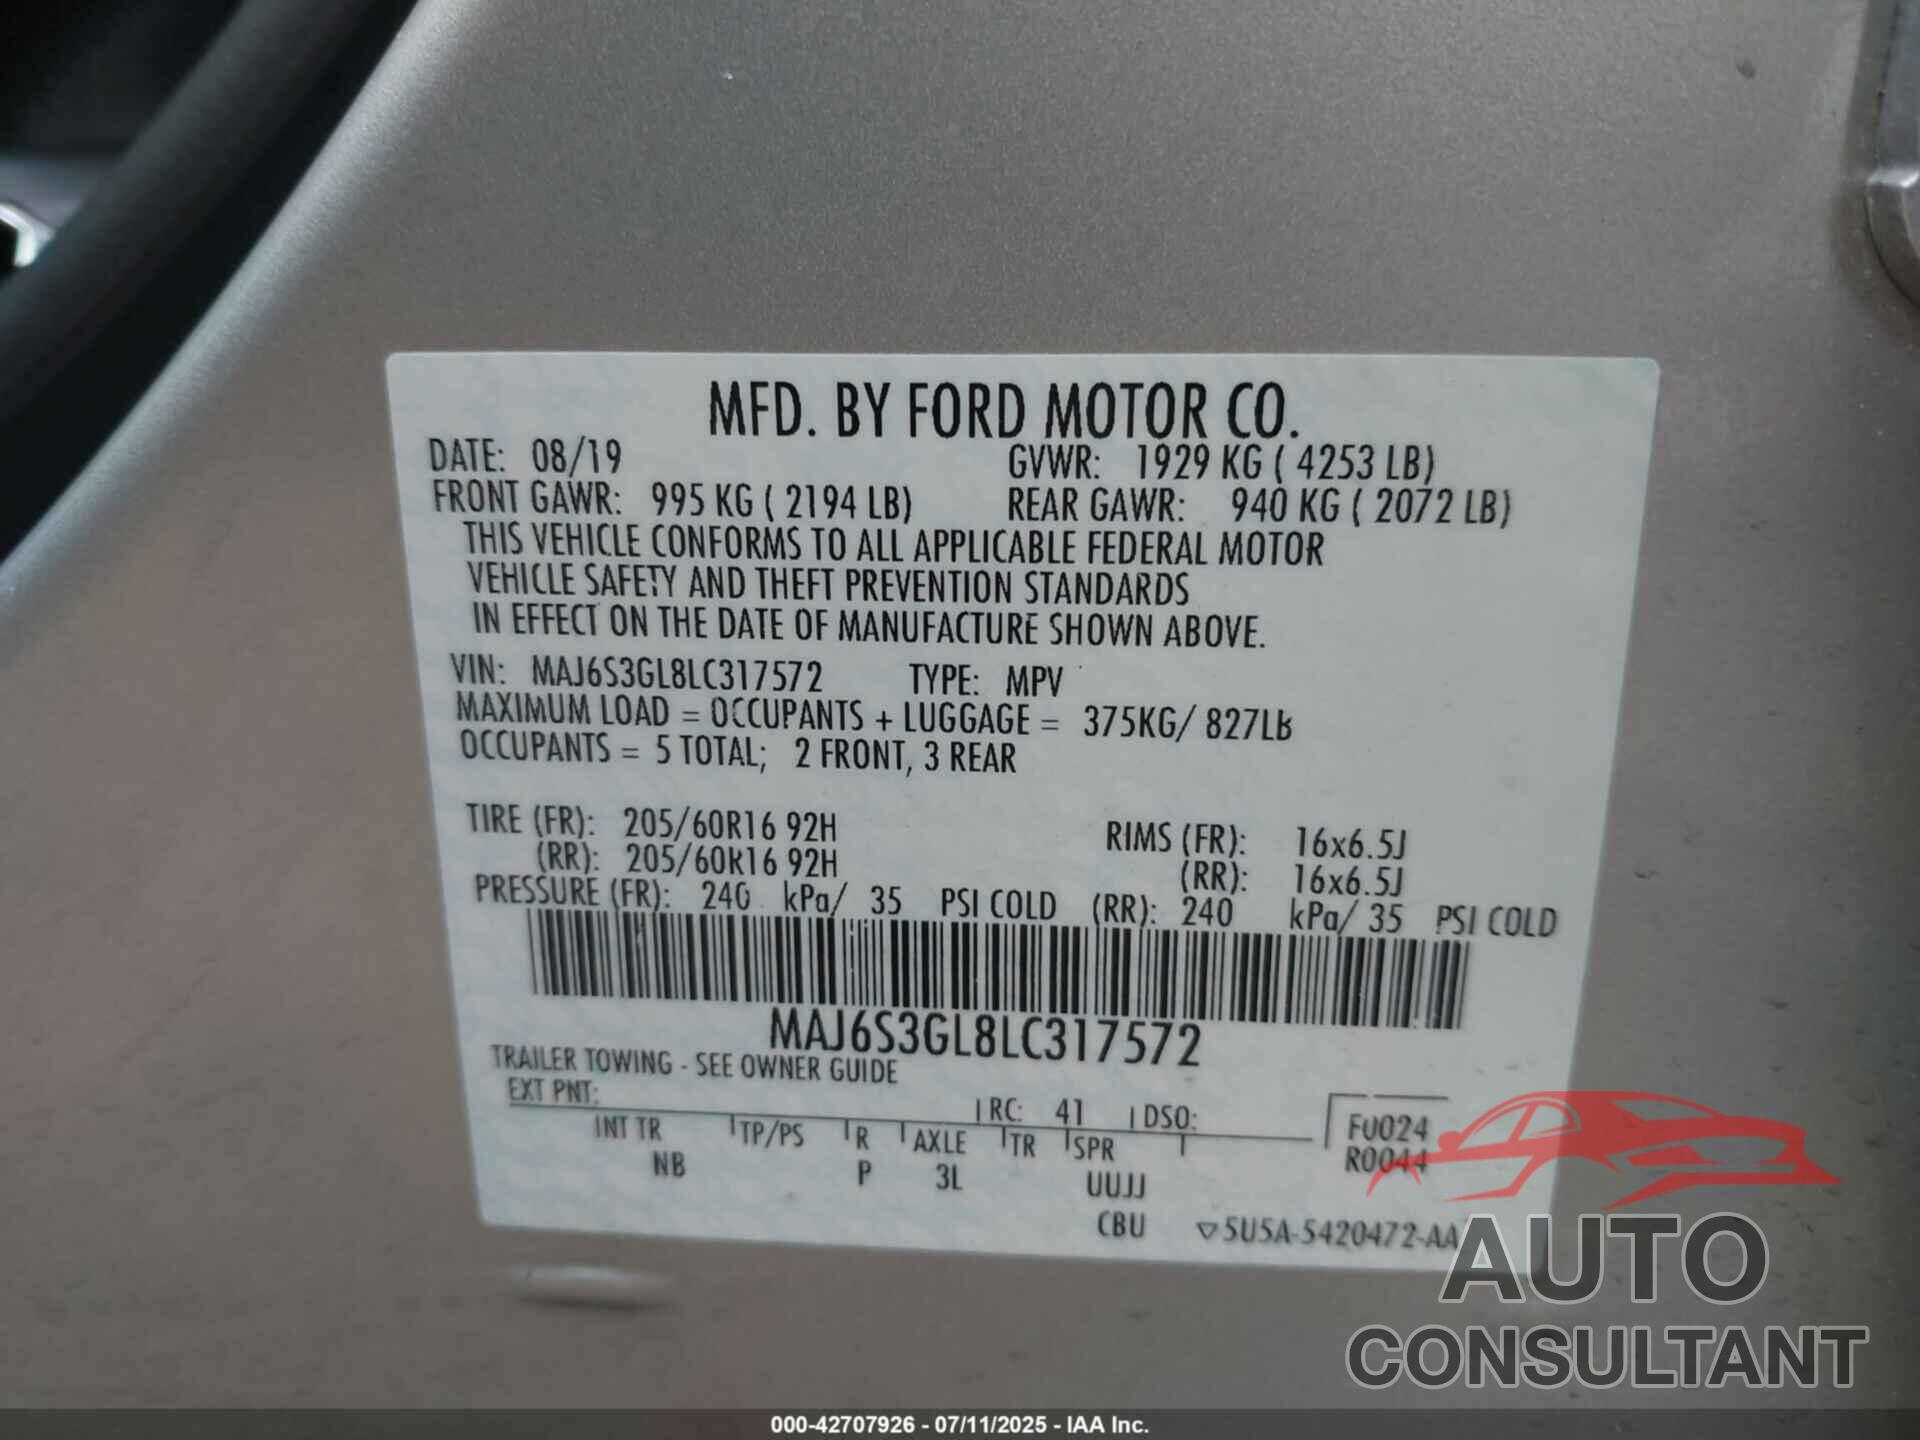 MFD. BY FORD MOTOR CO.
DATE: 08/19 GVWR: 1929 KG ( 4253 LB)
FRONT GAWR: 995 KG ( 2194 LB) REAR GAWR: 940 KG ( 2072 LB)
THIS VEHICLE CONFORMS TO ALL APPLICABLE FEDERAL MOTOR
VEHICLE SAFETY AND THEFT PREVENTION STANDARDS
IN EFFECT ON THE DATE OF MANUFACTURE SHOWN ABOVE.
VIN: MAJ6S3GL8LC317572 TYPE: MPV
MAXIMUM LOAD = OCCUPANTS + LUGGAGE = 375KG/ 827LB
OCCUPANTS = 5 TOTAL; 2 FRONT, 3 REAR
TIRE (FR): 205/60R16 92H RIMS (FR): 16x6.5J
(RR): 205/60R16 92H (RR): 16x6.5J
PRESSURE (FR): 240 kPa/ 35 PSI COLD (RR): 240 kPa/ 35 PSI COLD
MAJ6S3GL8LC317572
TRAILER TOWING - SEE OWNER GUIDE
EXT PNT: RC: 41 DSO:
INT TR TP/PS R AXLE TR SPR F0024
NB P 3L UUJJ R0044
CBU ▽5U5A-5420472-AA
AUTO
CONSULTANT
000-42707926 - 07/11/2025 - IAA Inc.